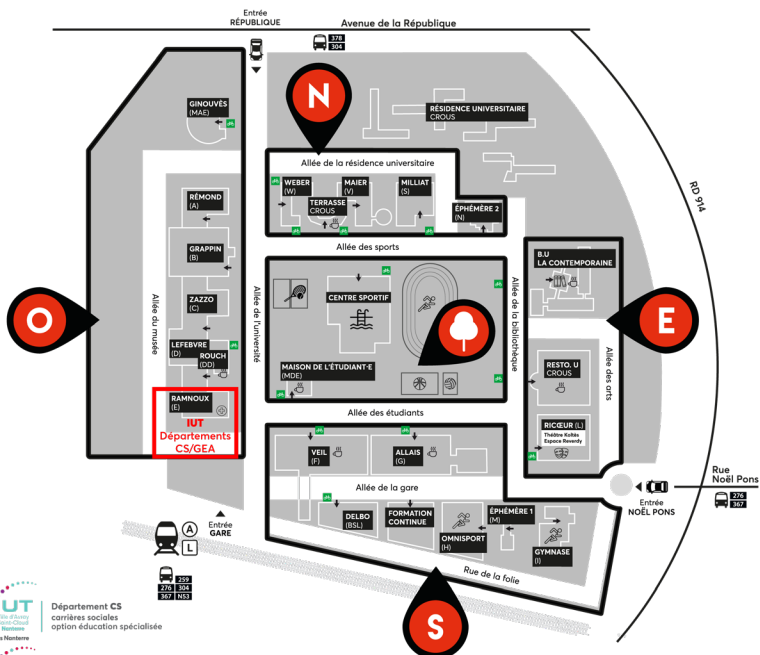 Entrée
RÉPUBLIQUE
Avenue de la République
378
304
GINOUVÈS
(MAE)
N
RÉSIDENCE UNIVERSITAIRE
CROUS
Allée de la résidence universitaire
RD 914
WEBER
(W)
MAIER
(V)
MILLIAT
(S)
TERRASSE
CROUS
ÉPHÉMÈRE 2
(N)
RÉMOND
(A)
Allée des sports
GRAPPIN
(B)
B.U
LA CONTEMPORAINE
Allée du musée
Allée de l'université
Allée de la bibliothèque
ZAZZO
(C)
CENTRE SPORTIF
O
E
LEFEBVRE
(D)
ROUCH
(DD)
MAISON DE L'ÉTUDIANT·E
(MDE)
RESTO. U
CROUS
Allée des arts
RAMNOUX
(E)
IUT
Départements
CS/GEA
Allée des étudiants
RICŒUR (L)
Théâtre Koltès
Espace Reverdy
VEIL
(F)
ALLAIS
(G)
Rue
Noël Pons
276
367
Entrée
NOËL PONS
Allée de la gare
Entrée
GARE
A
L
DELBO
(BSL)
FORMATION
CONTINUE
OMNISPORT
(H)
ÉPHÉMÈRE 1
(M)
GYMNASE
(I)
Rue de la folie
259
276 304
367 N53
S
UT
Nanterre
Département CS
carrières sociales
option éducation spécialisée